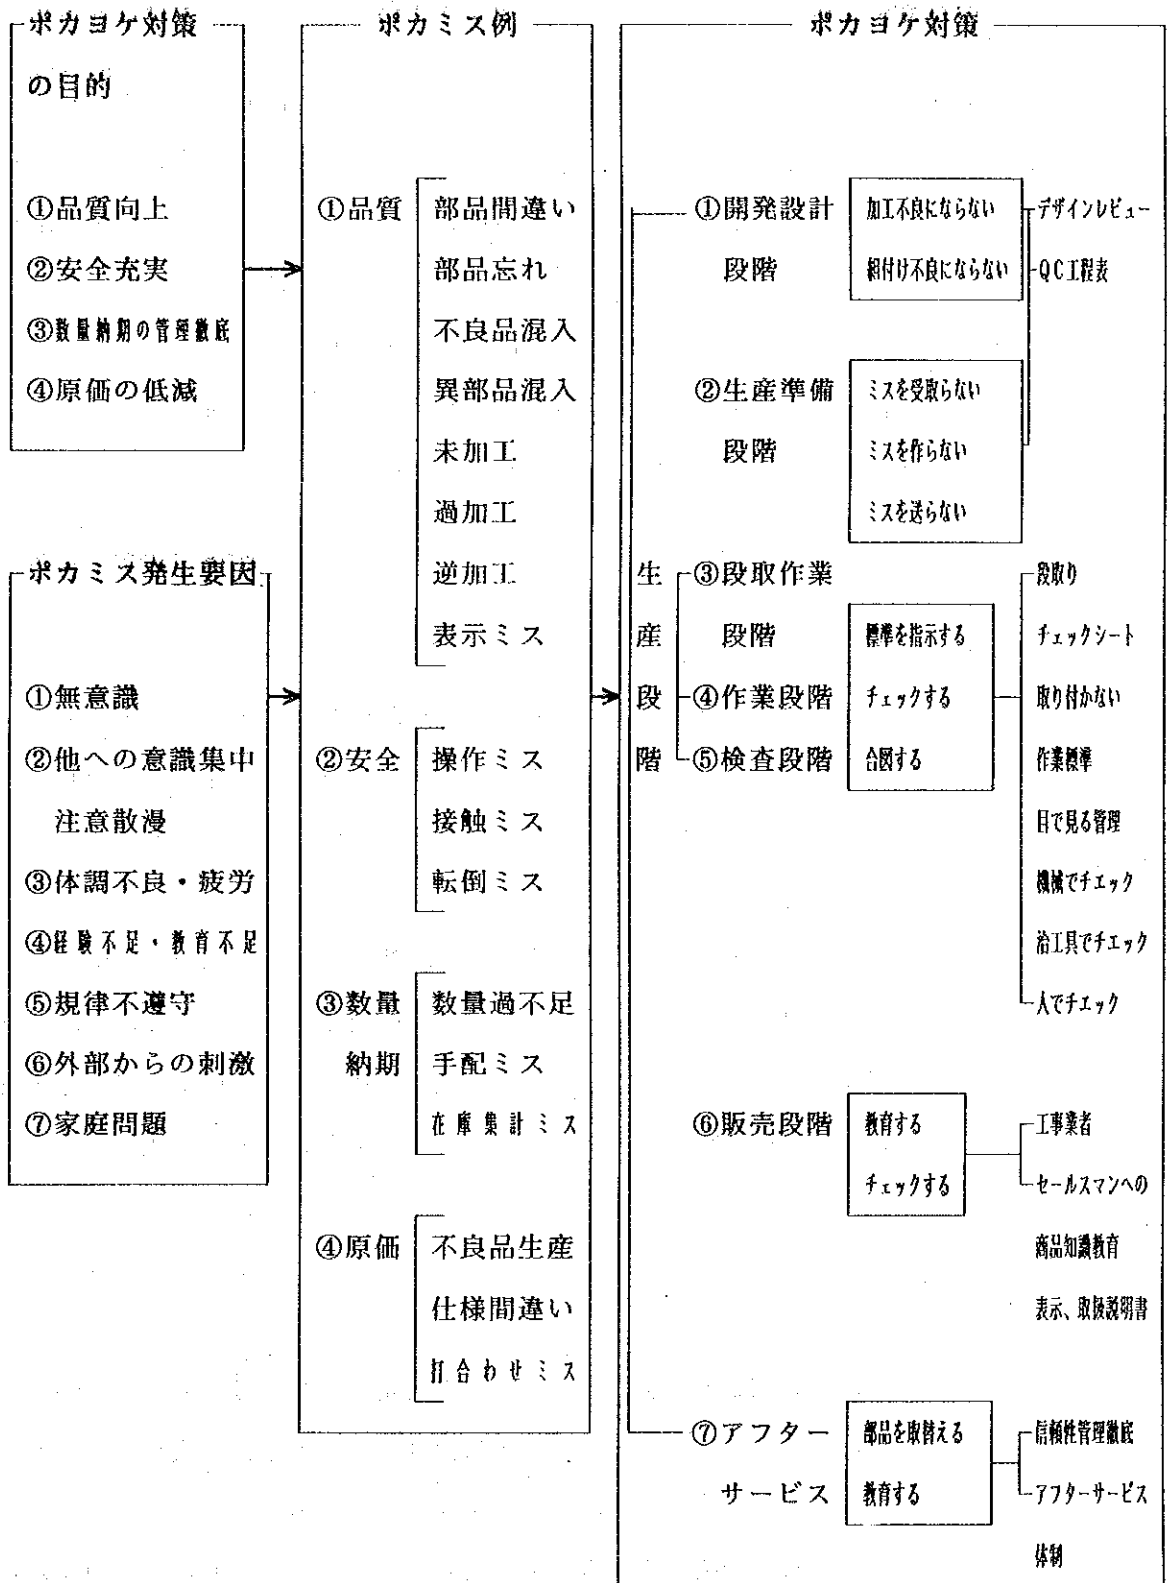 ポカヨケ対策
の目的
①品質向上
②安全充実
③数量納期の管理徹底
④原価の低減
ポカミス発生要因
①無意識
②他への意識集中
注意散漫
③体調不良・疲労
④経験不足・教育不足
⑤規律不遵守
⑥外部からの刺激
⑦家庭問題
ポカミス例
①品質
部品間違い
部品忘れ
不良品混入
異部品混入
未加工
過加工
逆加工
表示ミス
②安全
操作ミス
接触ミス
転倒ミス
③数量
納期
数量過不足
手配ミス
在庫集計ミス
④原価
不良品生産
仕様間違い
打合わせミス
ポカヨケ対策
①開発設計
段階
加工不良にならない
組付け不良にならない
デザインレビュー
QC工程表
②生産準備
段階
ミスを受取らない
ミスを作らない
ミスを送らない
生産段階
③段取作業
段階
④作業段階
⑤検査段階
標準を指示する
チェックする
合図する
段取り
チェックシート
取り付かない
作業標準
目で見る管理
機械でチェック
治工具でチェック
人でチェック
⑥販売段階
教育する
チェックする
工事業者
セールスマンへの
商品知識教育
表示、取扱説明書
⑦アフター
サービス
部品を取替える
教育する
信頼性管理徹底
アフターサービス
体制